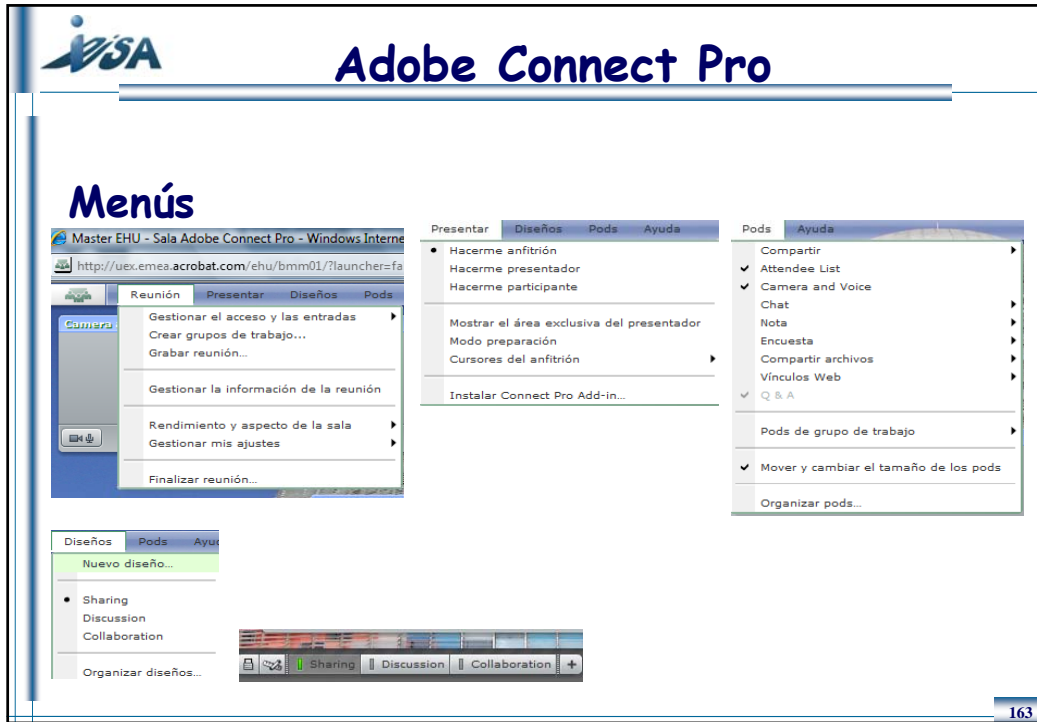 iVISA
Adobe Connect Pro
Menús
Master EHU - Sala Adobe Connect Pro - Windows Interne
http://uex.emea.acrobat.com/ehu/bmm01/?launcher=fa
Reunión Presentar Diseños Pods
Camera
Gestionar el acceso y las entradas
Crear grupos de trabajo...
Grabar reunión...
Gestionar la información de la reunión
Rendimiento y aspecto de la sala
Gestionar mis ajustes
Finalizar reunión...
Presentar Diseños Pods Ayuda
Hacerme anfitrión
Hacerme presentador
Hacerme participante
Mostrar el área exclusiva del presentador
Modo preparación
Cursores del anfitrión
Instalar Connect Pro Add-in...
Pods Ayuda
Compartir
Attendee List
Camera and Voice
Chat
Nota
Encuesta
Compartir archivos
Vínculos Web
Q & A
Pods de grupo de trabajo
Mover y cambiar el tamaño de los pods
Organizar pods...
Diseños Pods Ayu
Nuevo diseño...
Sharing
Discussion
Collaboration
Organizar diseños...
Sharing Discussion Collaboration +
163